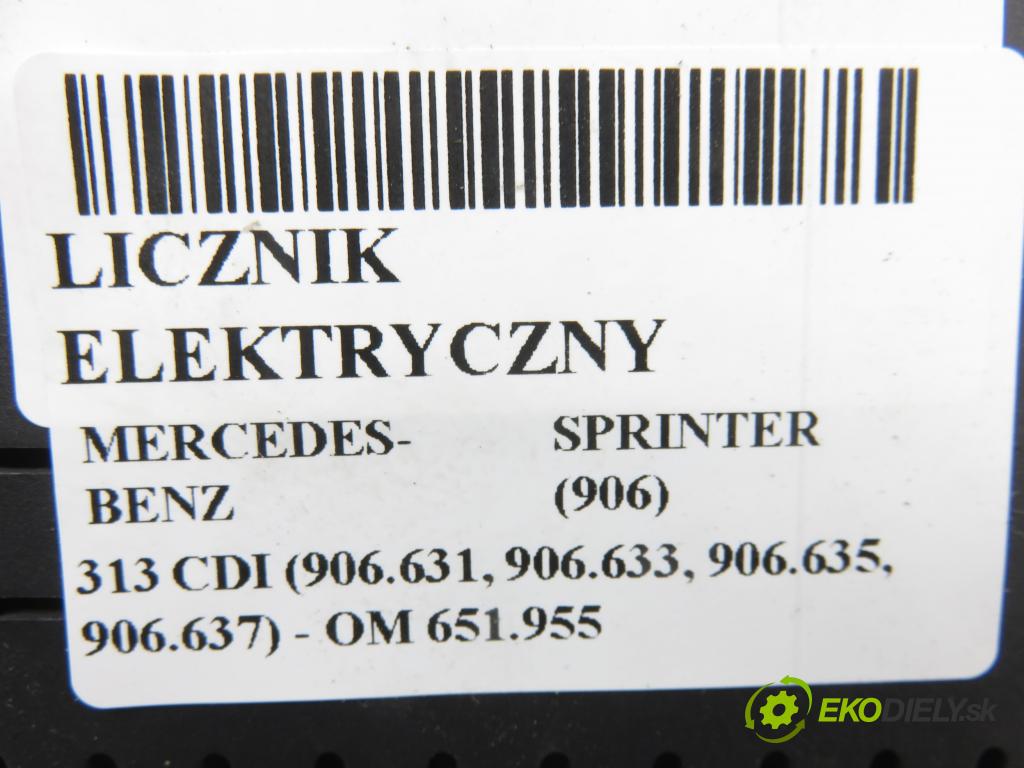 LICZNIK
ELEKTRYCZNY
MERCEDES-
BENZ
SPRINTER
(906)
313 CDI (906.631, 906.633, 906.635,
906.637) - OM 651.955
EKODIELY.sk